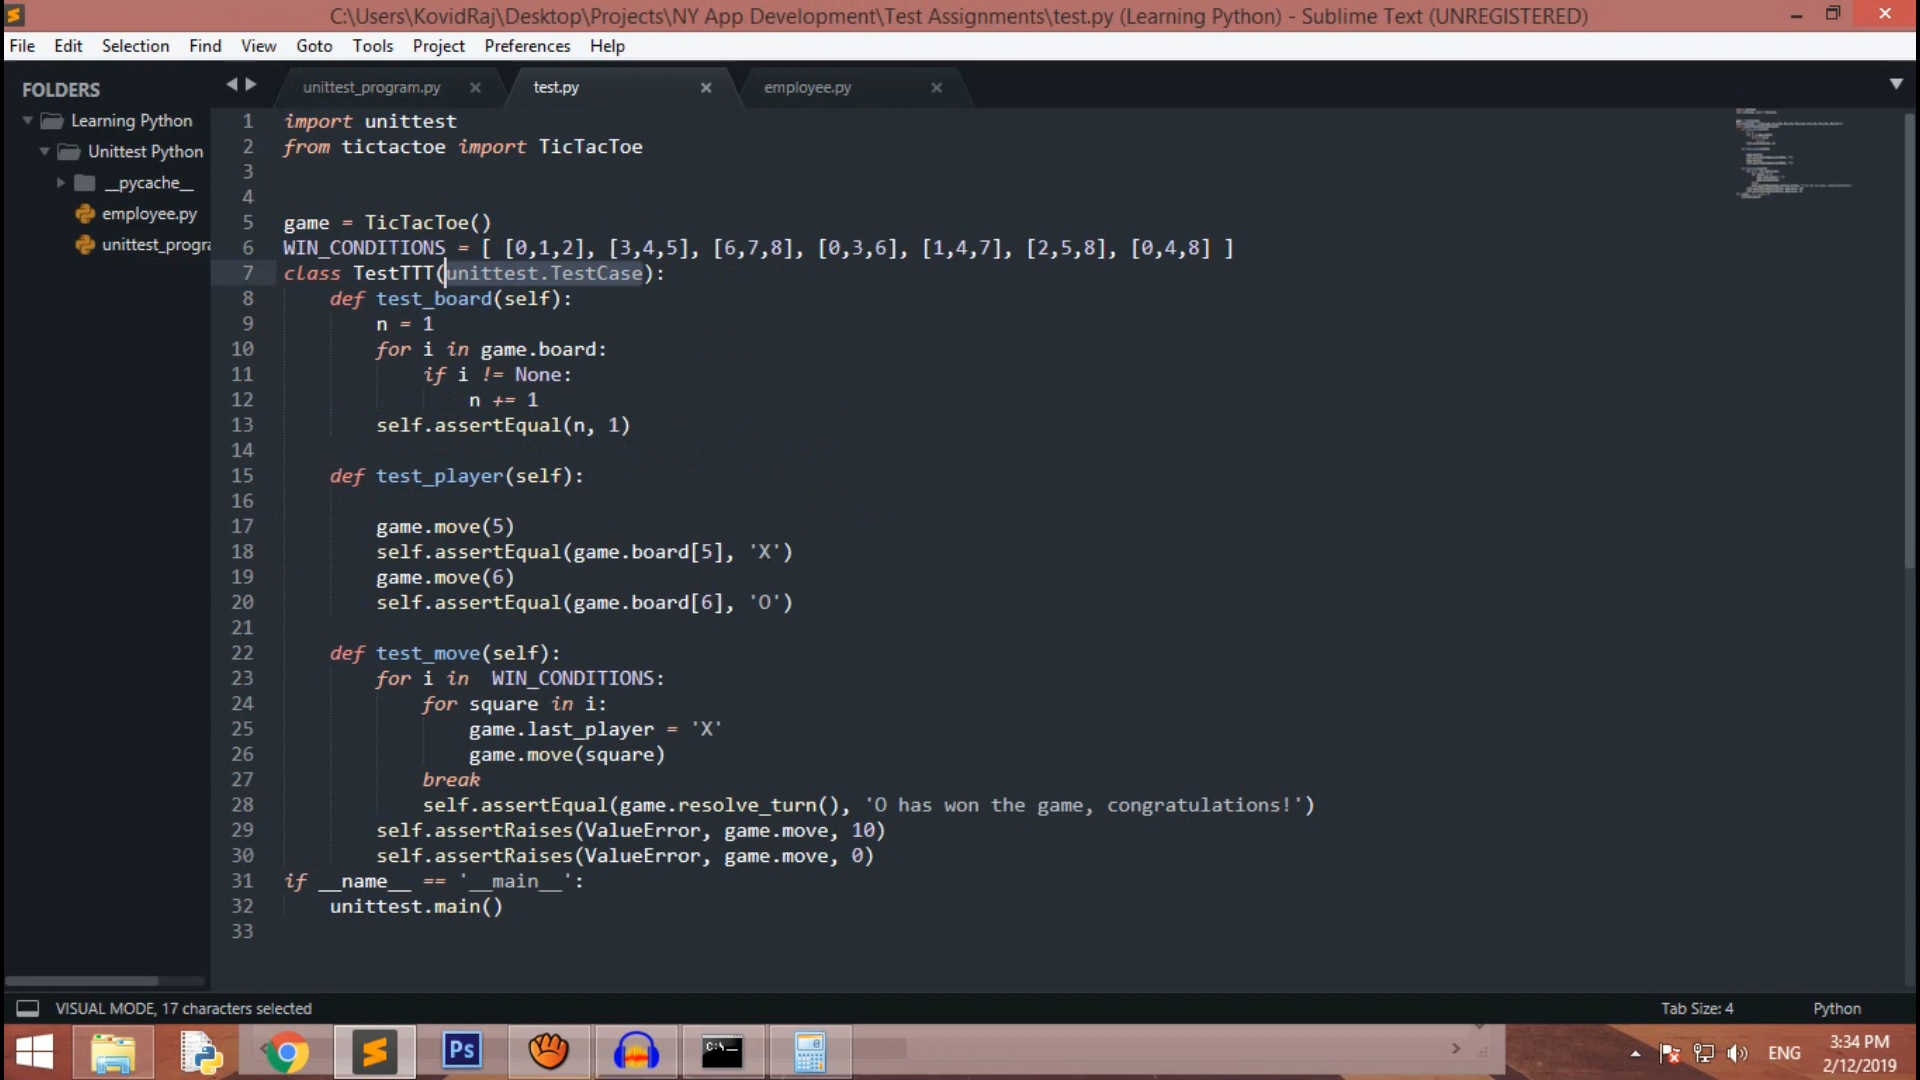 C:\Users\KovidRaj\Desktop\Projects\NY App Development\Test Assignments\test.py (Learning Python) - Sublime Text (UNREGISTERED)
File Edit Selection Find View Goto Tools Project Preferences Help
FOLDERS
Learning Python
Unittest Python
__pycache__
employee.py
unittest_progra
unittest_program.py
test.py
employee.py
1 import unittest
2 from tictactoe import TicTacToe
3
4
5 game = TicTacToe()
6 WIN_CONDITIONS = [ [0,1,2], [3,4,5], [6,7,8], [0,3,6], [1,4,7], [2,5,8], [0,4,8] ]
7 class TestTTT(unittest.TestCase):
8 def test_board(self):
9 n = 1
10 for i in game.board:
11 if i != None:
12 n += 1
13 self.assertEqual(n, 1)
14
15 def test_player(self):
16
17 game.move(5)
18 self.assertEqual(game.board[5], 'X')
19 game.move(6)
20 self.assertEqual(game.board[6], 'O')
21
22 def test_move(self):
23 for i in  WIN_CONDITIONS:
24 for square in i:
25 game.last_player = 'X'
26 game.move(square)
27 break
28 self.assertEqual(game.resolve_turn(), 'O has won the game, congratulations!')
29 self.assertRaises(ValueError, game.move, 10)
30 self.assertRaises(ValueError, game.move, 0)
31 if __name__ == '__main__':
32 unittest.main()
33
VISUAL MODE, 17 characters selected
Tab Size: 4
Python
Ps
C:\_
ENG
3:34 PM
2/12/2019